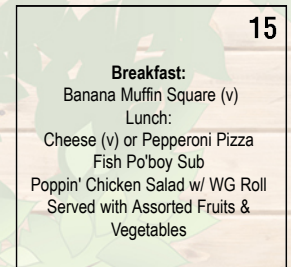 15
Breakfast:
Banana Muffin Square (v)
Lunch:
Cheese (v) or Pepperoni Pizza
Fish Po'boy Sub
Poppin' Chicken Salad w/ WG Roll
Served with Assorted Fruits &
Vegetables